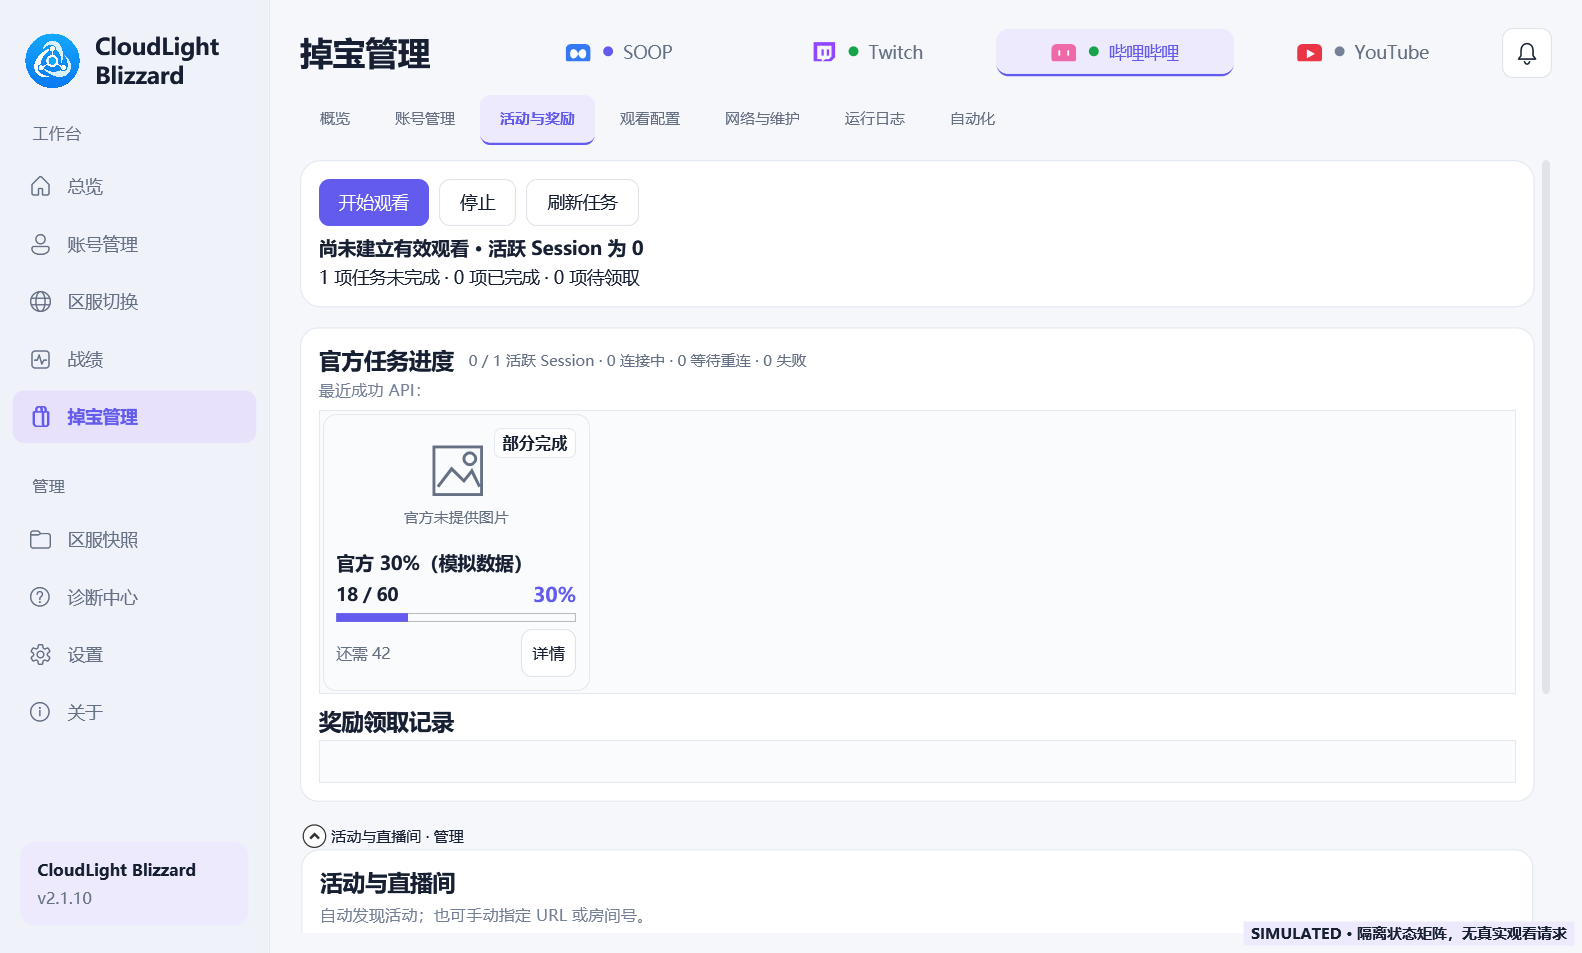 CloudLight
Blizzard
工作台
总览
账号管理
区服切换
战绩
掉宝管理
管理
区服快照
诊断中心
设置
关于
CloudLight Blizzard
v2.1.10
掉宝管理
SOOP
Twitch
哔哩哔哩
YouTube
概览
账号管理
活动与奖励
观看配置
网络与维护
运行日志
自动化
开始观看
停止
刷新任务
尚未建立有效观看 • 活跃 Session 为 0
1 项任务未完成 · 0 项已完成 · 0 项待领取
官方任务进度
0 / 1 活跃 Session · 0 连接中 · 0 等待重连 · 0 失败
最近成功 API：
部分完成
官方未提供图片
官方 30%（模拟数据）
18 / 60
30%
还需 42
详情
奖励领取记录
活动与直播间 · 管理
活动与直播间
自动发现活动；也可手动指定 URL 或房间号。
SIMULATED • 隔离状态矩阵，无真实观看请求